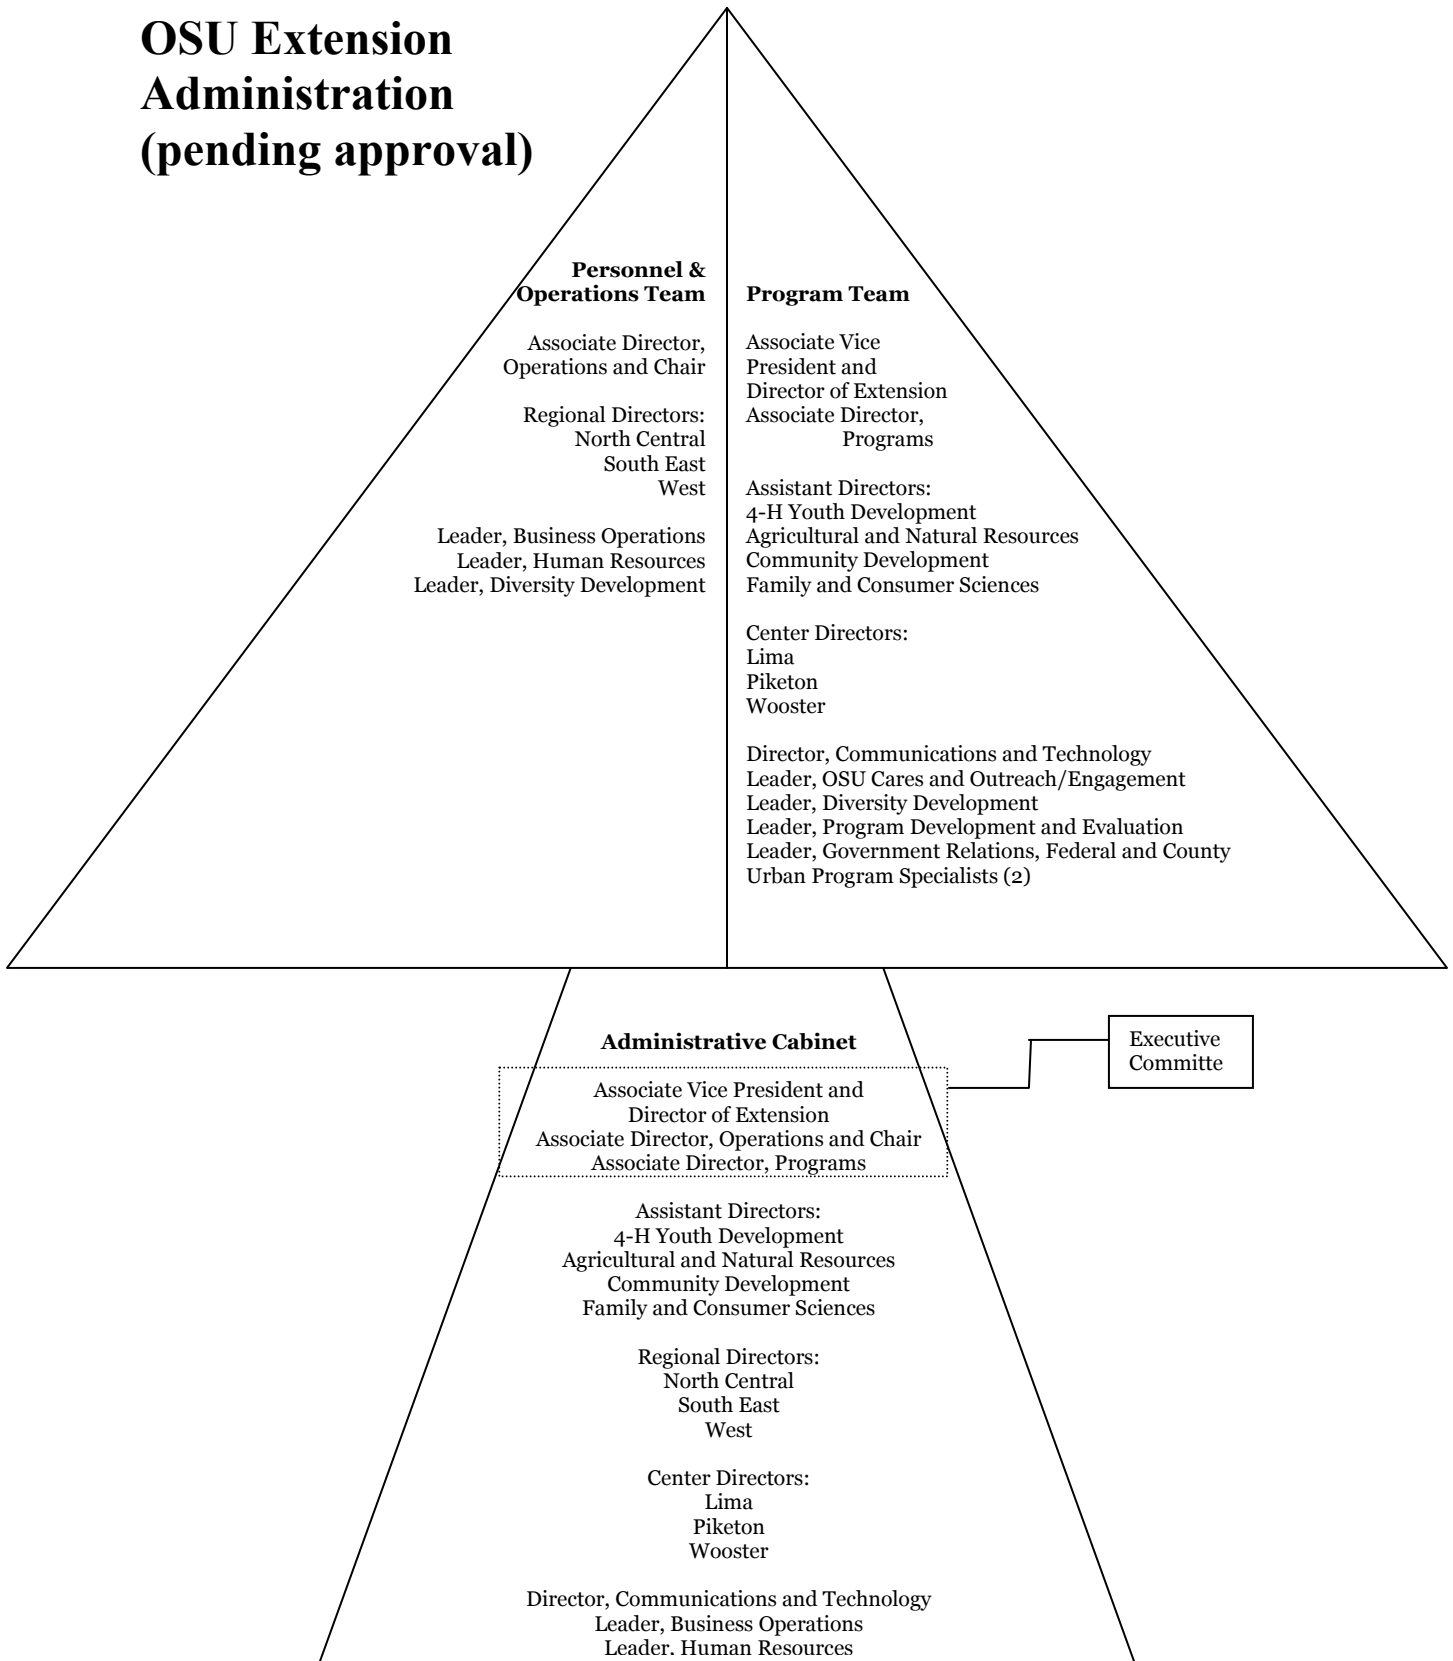 OSU Extension
Administration
(pending approval)
Personnel &
Operations Team
Associate Director,
Operations and Chair
Regional Directors:
North Central
South East
West
Leader, Business Operations
Leader, Human Resources
Leader, Diversity Development
Program Team
Associate Vice
President and
Director of Extension
Associate Director,
Programs
Assistant Directors:
4-H Youth Development
Agricultural and Natural Resources
Community Development
Family and Consumer Sciences
Center Directors:
Lima
Piketon
Wooster
Director, Communications and Technology
Leader, OSU Cares and Outreach/Engagement
Leader, Diversity Development
Leader, Program Development and Evaluation
Leader, Government Relations, Federal and County
Urban Program Specialists (2)
Administrative Cabinet
Associate Vice President and
Director of Extension
Associate Director, Operations and Chair
Associate Director, Programs
Executive
Committe
Assistant Directors:
4-H Youth Development
Agricultural and Natural Resources
Community Development
Family and Consumer Sciences
Regional Directors:
North Central
South East
West
Center Directors:
Lima
Piketon
Wooster
Director, Communications and Technology
Leader, Business Operations
Leader, Human Resources